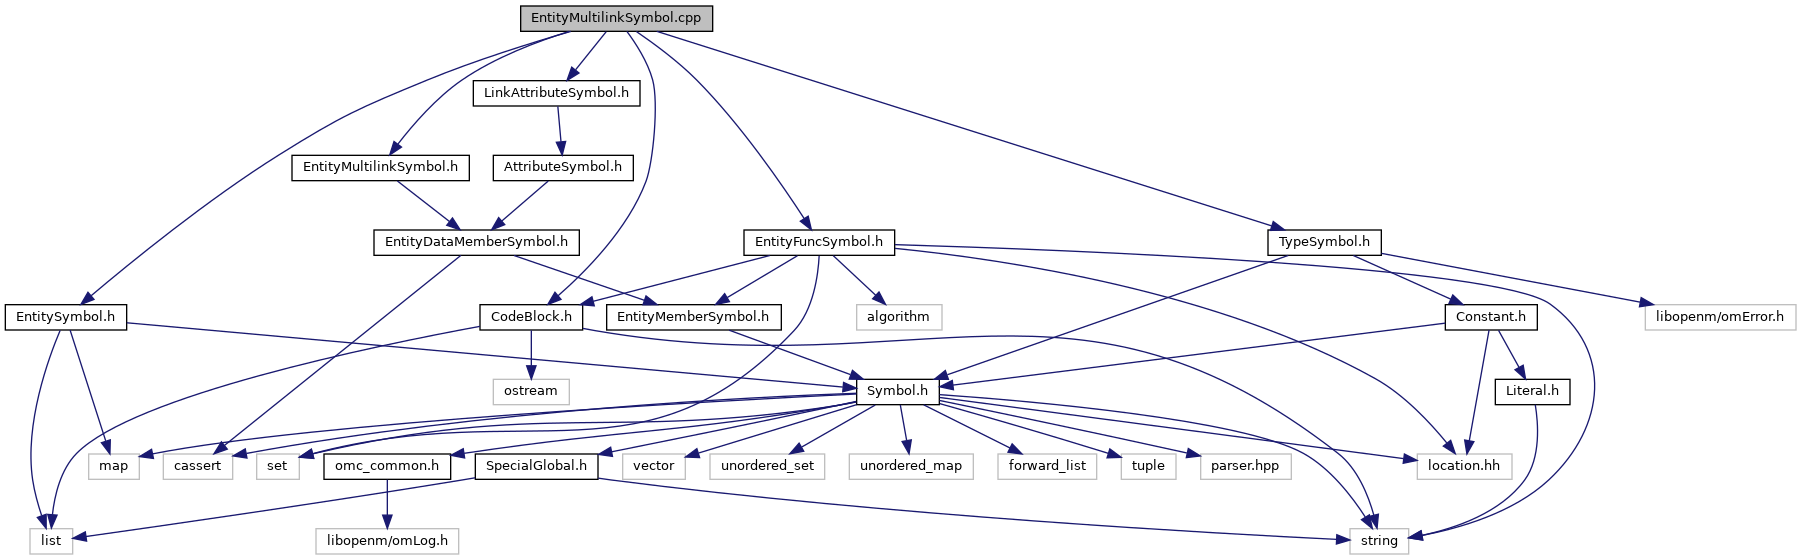 EntityMultilinkSymbol.cpp
LinkAttributeSymbol.h
EntityMultilinkSymbol.h
AttributeSymbol.h
EntityDataMemberSymbol.h
EntityFuncSymbol.h
TypeSymbol.h
EntitySymbol.h
CodeBlock.h
EntityMemberSymbol.h
algorithm
Constant.h
libopenm/omError.h
ostream
Symbol.h
Literal.h
map
cassert
set
omc_common.h
SpecialGlobal.h
vector
unordered_set
unordered_map
forward_list
tuple
parser.hpp
location.hh
list
libopenm/omLog.h
string